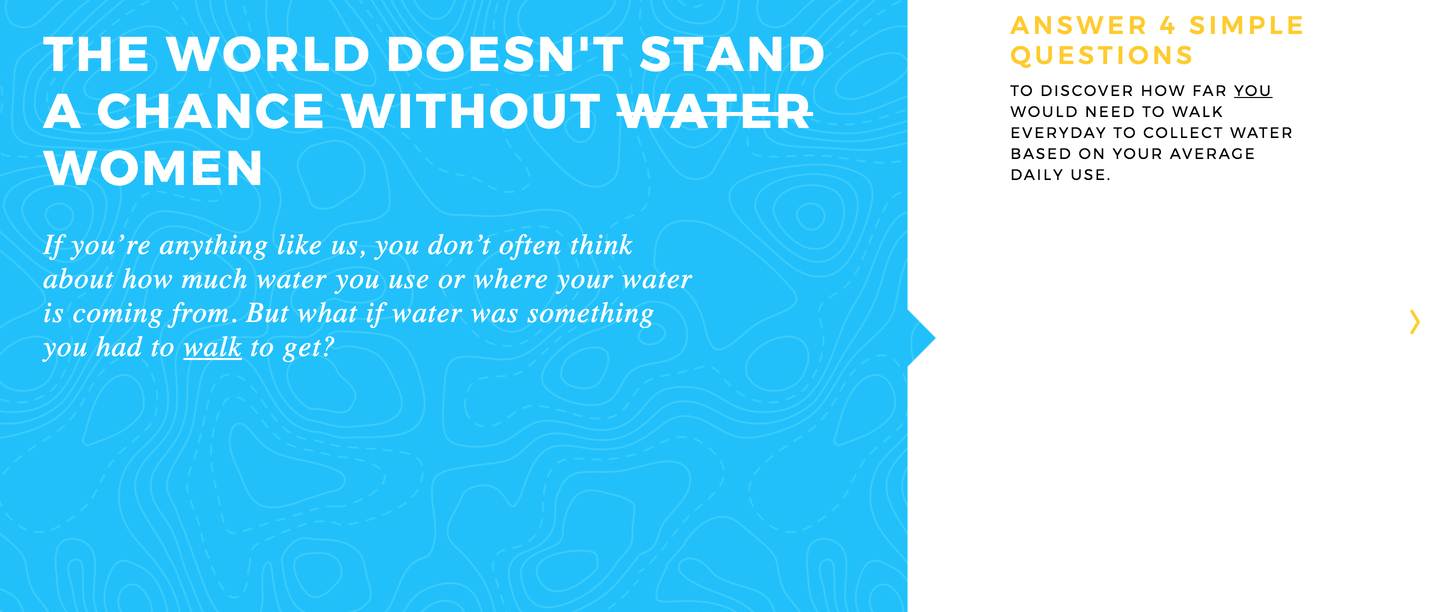 THE WORLD DOESN'T STAND
A CHANCE WITHOUT WATER
WOMEN
If you’re anything like us, you don’t often think
about how much water you use or where your water
is coming from. But what if water was something
you had to walk to get?
ANSWER 4 SIMPLE
QUESTIONS
TO DISCOVER HOW FAR YOU
WOULD NEED TO WALK
EVERYDAY TO COLLECT WATER
BASED ON YOUR AVERAGE
DAILY USE.